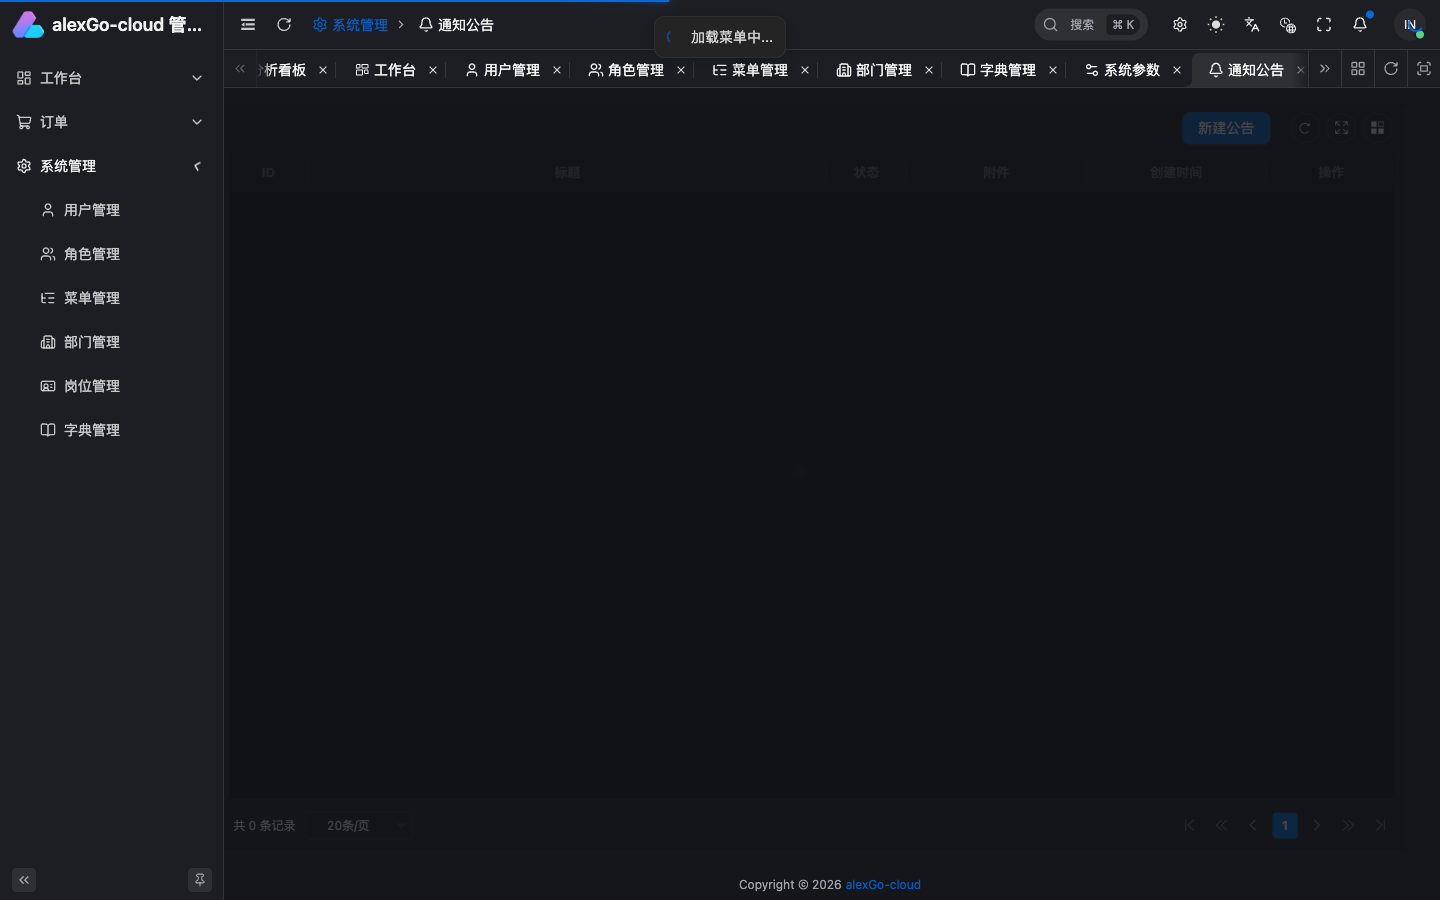 alexGo-cloud 管...
系统管理
通知公告
加载菜单中...
搜索
⌘ K
析看板
工作台
用户管理
角色管理
菜单管理
部门管理
字典管理
系统参数
通知公告
工作台
订单
系统管理
用户管理
角色管理
菜单管理
部门管理
岗位管理
字典管理
新建公告
ID
标题
状态
附件
创建时间
操作
共 0 条记录
20条/页
1
Copyright © 2026 alexGo-cloud